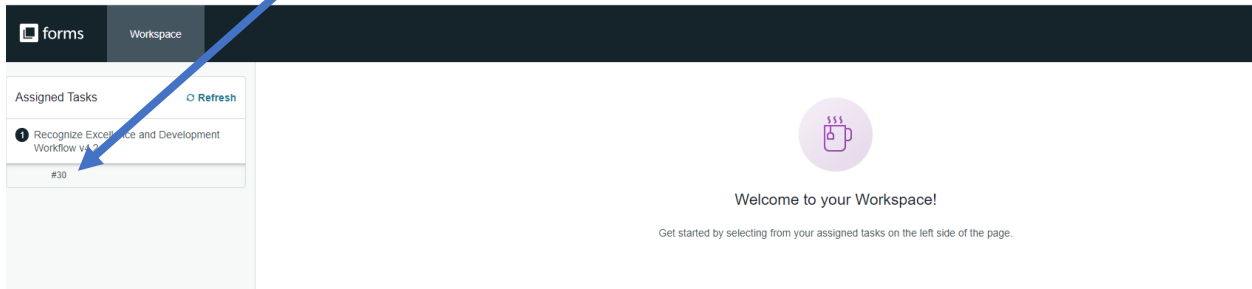 forms
Workspace
Assigned Tasks
Refresh
1
Recognize Excellence and Development
Workflow v4.2
#30
Welcome to your Workspace!
Get started by selecting from your assigned tasks on the left side of the page.